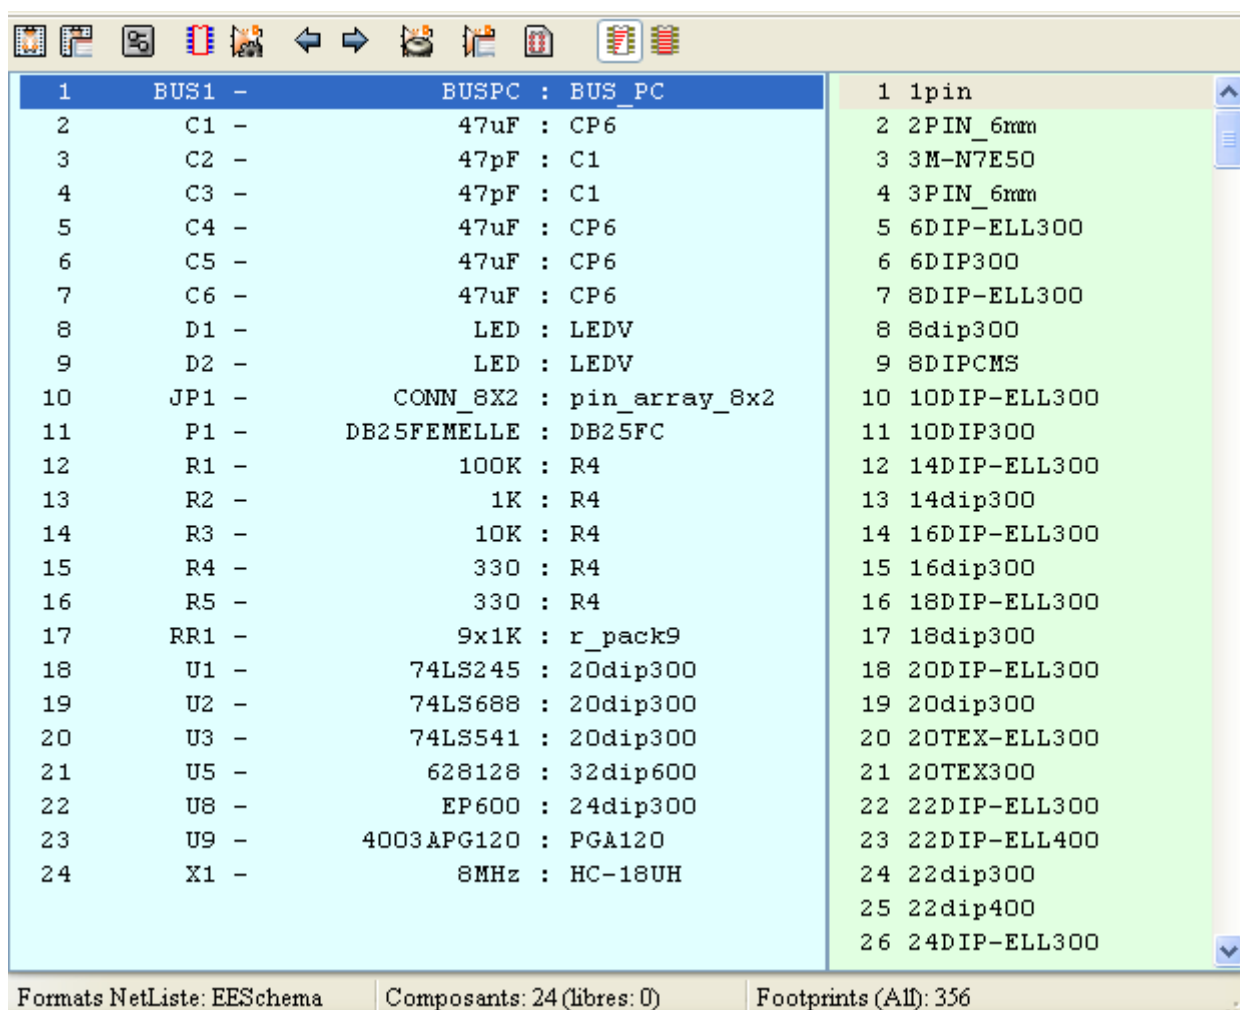 1 BUS1 - BUSPC : BUS_PC
2 C1 - 47uF : CP6
3 C2 - 47pF : C1
4 C3 - 47pF : C1
5 C4 - 47uF : CP6
6 C5 - 47uF : CP6
7 C6 - 47uF : CP6
8 D1 - LED : LEDV
9 D2 - LED : LEDV
10 JP1 - CONN_8X2 : pin_array_8x2
11 P1 - DB25FEMELLE : DB25FC
12 R1 - 100K : R4
13 R2 - 1K : R4
14 R3 - 10K : R4
15 R4 - 330 : R4
16 R5 - 330 : R4
17 RR1 - 9x1K : r_pack9
18 U1 - 74LS245 : 20dip300
19 U2 - 74LS688 : 20dip300
20 U3 - 74LS541 : 20dip300
21 U5 - 628128 : 32dip600
22 U8 - EP600 : 24dip300
23 U9 - 4003APG120 : PGA120
24 X1 - 8MHz : HC-18UH
1 1pin
2 2PIN_6mm
3 3M-N7E50
4 3PIN_6mm
5 6DIP-ELL300
6 6DIP300
7 8DIP-ELL300
8 8dip300
9 8DIPCMS
10 10DIP-ELL300
11 10DIP300
12 14DIP-ELL300
13 14dip300
14 16DIP-ELL300
15 16dip300
16 18DIP-ELL300
17 18dip300
18 20DIP-ELL300
19 20dip300
20 20TEX-ELL300
21 20TEX300
22 22DIP-ELL300
23 22DIP-ELL400
24 22dip300
25 22dip400
26 24DIP-ELL300
Formats NetListe: EESchema Composants: 24 (libres: 0) Footprints (All): 356